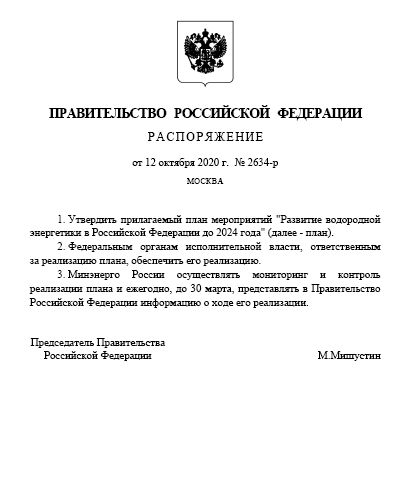 ПРАВИТЕЛЬСТВО РОССИЙСКОЙ ФЕДЕРАЦИИ
РАСПОРЯЖЕНИЕ
от 12 октября 2020 г. № 2634-р
МОСКВА
1. Утвердить прилагаемый план мероприятий "Развитие водородной
энергетики в Российской Федерации до 2024 года" (далее - план).
2. Федеральным органам исполнительной власти, ответственным
за реализацию плана, обеспечить его реализацию.
3. Минэнерго России осуществлять мониторинг и контроль
реализации плана и ежегодно, до 30 марта, представлять в Правительство
Российской Федерации информацию о ходе его реализации.
Председатель Правительства
Российской Федерации М.Мишустин